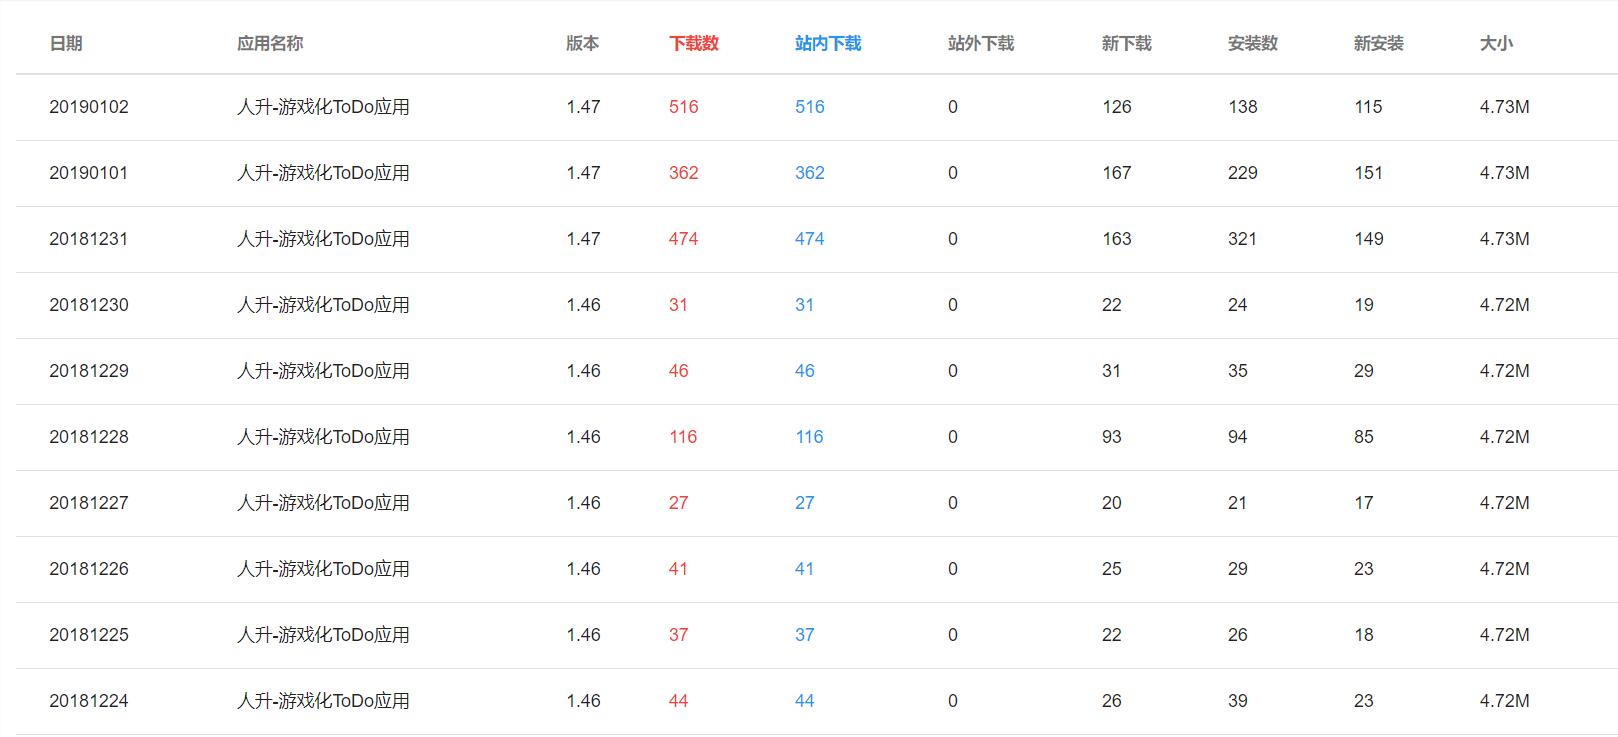 日期 应用名称 版本 下载数 站内下载 站外下载 新下载 安装数 新安装 大小
20190102 人升-游戏化ToDo应用 1.47 516 516 0 126 138 115 4.73M
20190101 人升-游戏化ToDo应用 1.47 362 362 0 167 229 151 4.73M
20181231 人升-游戏化ToDo应用 1.47 474 474 0 163 321 149 4.73M
20181230 人升-游戏化ToDo应用 1.46 31 31 0 22 24 19 4.72M
20181229 人升-游戏化ToDo应用 1.46 46 46 0 31 35 29 4.72M
20181228 人升-游戏化ToDo应用 1.46 116 116 0 93 94 85 4.72M
20181227 人升-游戏化ToDo应用 1.46 27 27 0 20 21 17 4.72M
20181226 人升-游戏化ToDo应用 1.46 41 41 0 25 29 23 4.72M
20181225 人升-游戏化ToDo应用 1.46 37 37 0 22 26 18 4.72M
20181224 人升-游戏化ToDo应用 1.46 44 44 0 26 39 23 4.72M